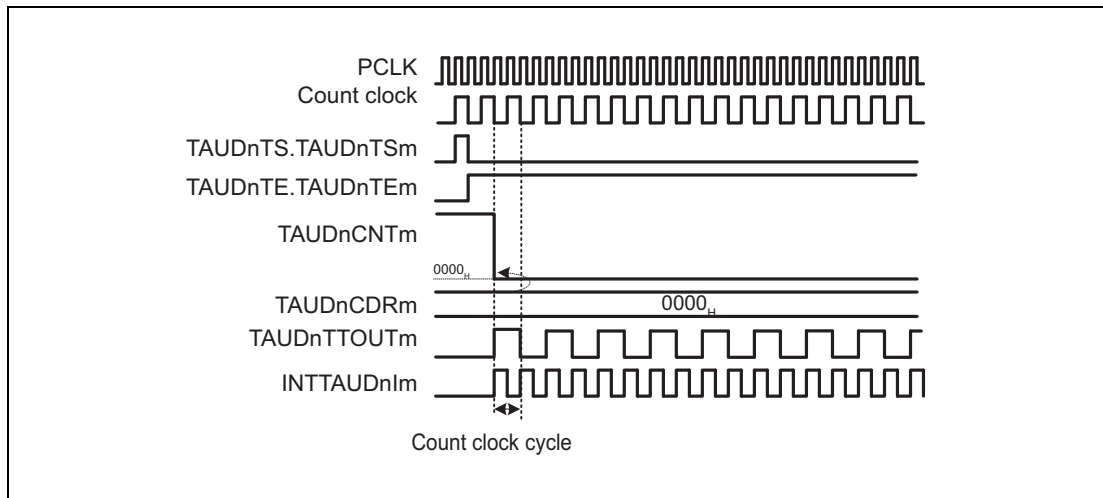 PCLK
Count clock
TAUDnTS.TAUDnTSm
TAUDnTE.TAUDnTEm
TAUDnCNTm
0000H
TAUDnCDRm
0000H
TAUDnTTOUTm
INTTAUDnIm
Count clock cycle